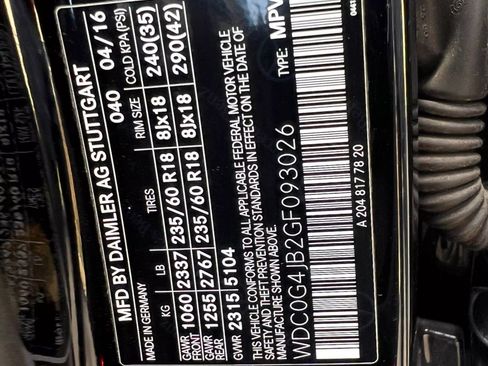 MFD BY DAIMLER AG STUTTGART
MADE IN GERMANY 040 04/16
KG LB TIRES RIM SIZE COLD KPA (PSI)
GAWR FRONT 1060 2337 235/60 R18 8Jx18 240(35)
GAWR REAR 1255 2767 235/60 R18 8Jx18 290(42)
GVWR 2315 5104
THIS VEHICLE CONFORMS TO ALL APPLICABLE FEDERAL MOTOR VEHICLE
SAFETY AND THEFT PREVENTION STANDARDS IN EFFECT ON THE DATE OF
MANUFACTURE SHOWN ABOVE. TYPE: MPV
WDC0G4JB2GF093026
A 204 817 78 20